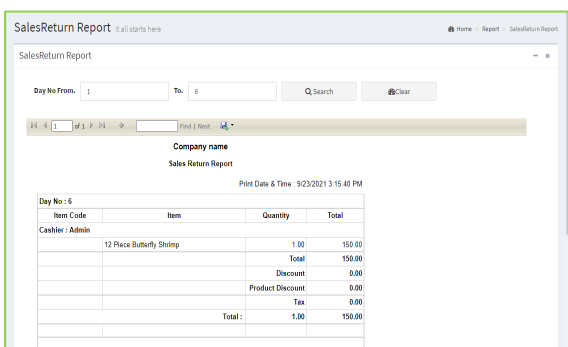 SalesReturn Report it all starts here
Home > Report > SalesReturn Report
SalesReturn Report
Day No From. 1 To. 6 Search Clear
1 of 1 Find | Next
Company name
Sales Return Report
Print Date & Time : 9/23/2021 3:15:40 PM
Day No : 6
Item Code Item Quantity Total
Cashier : Admin
12 Piece Butterfly Shrimp 1.00 150.00
Total 150.00
Discount 0.00
Product Discount 0.00
Tax 0.00
Total : 1.00 150.00